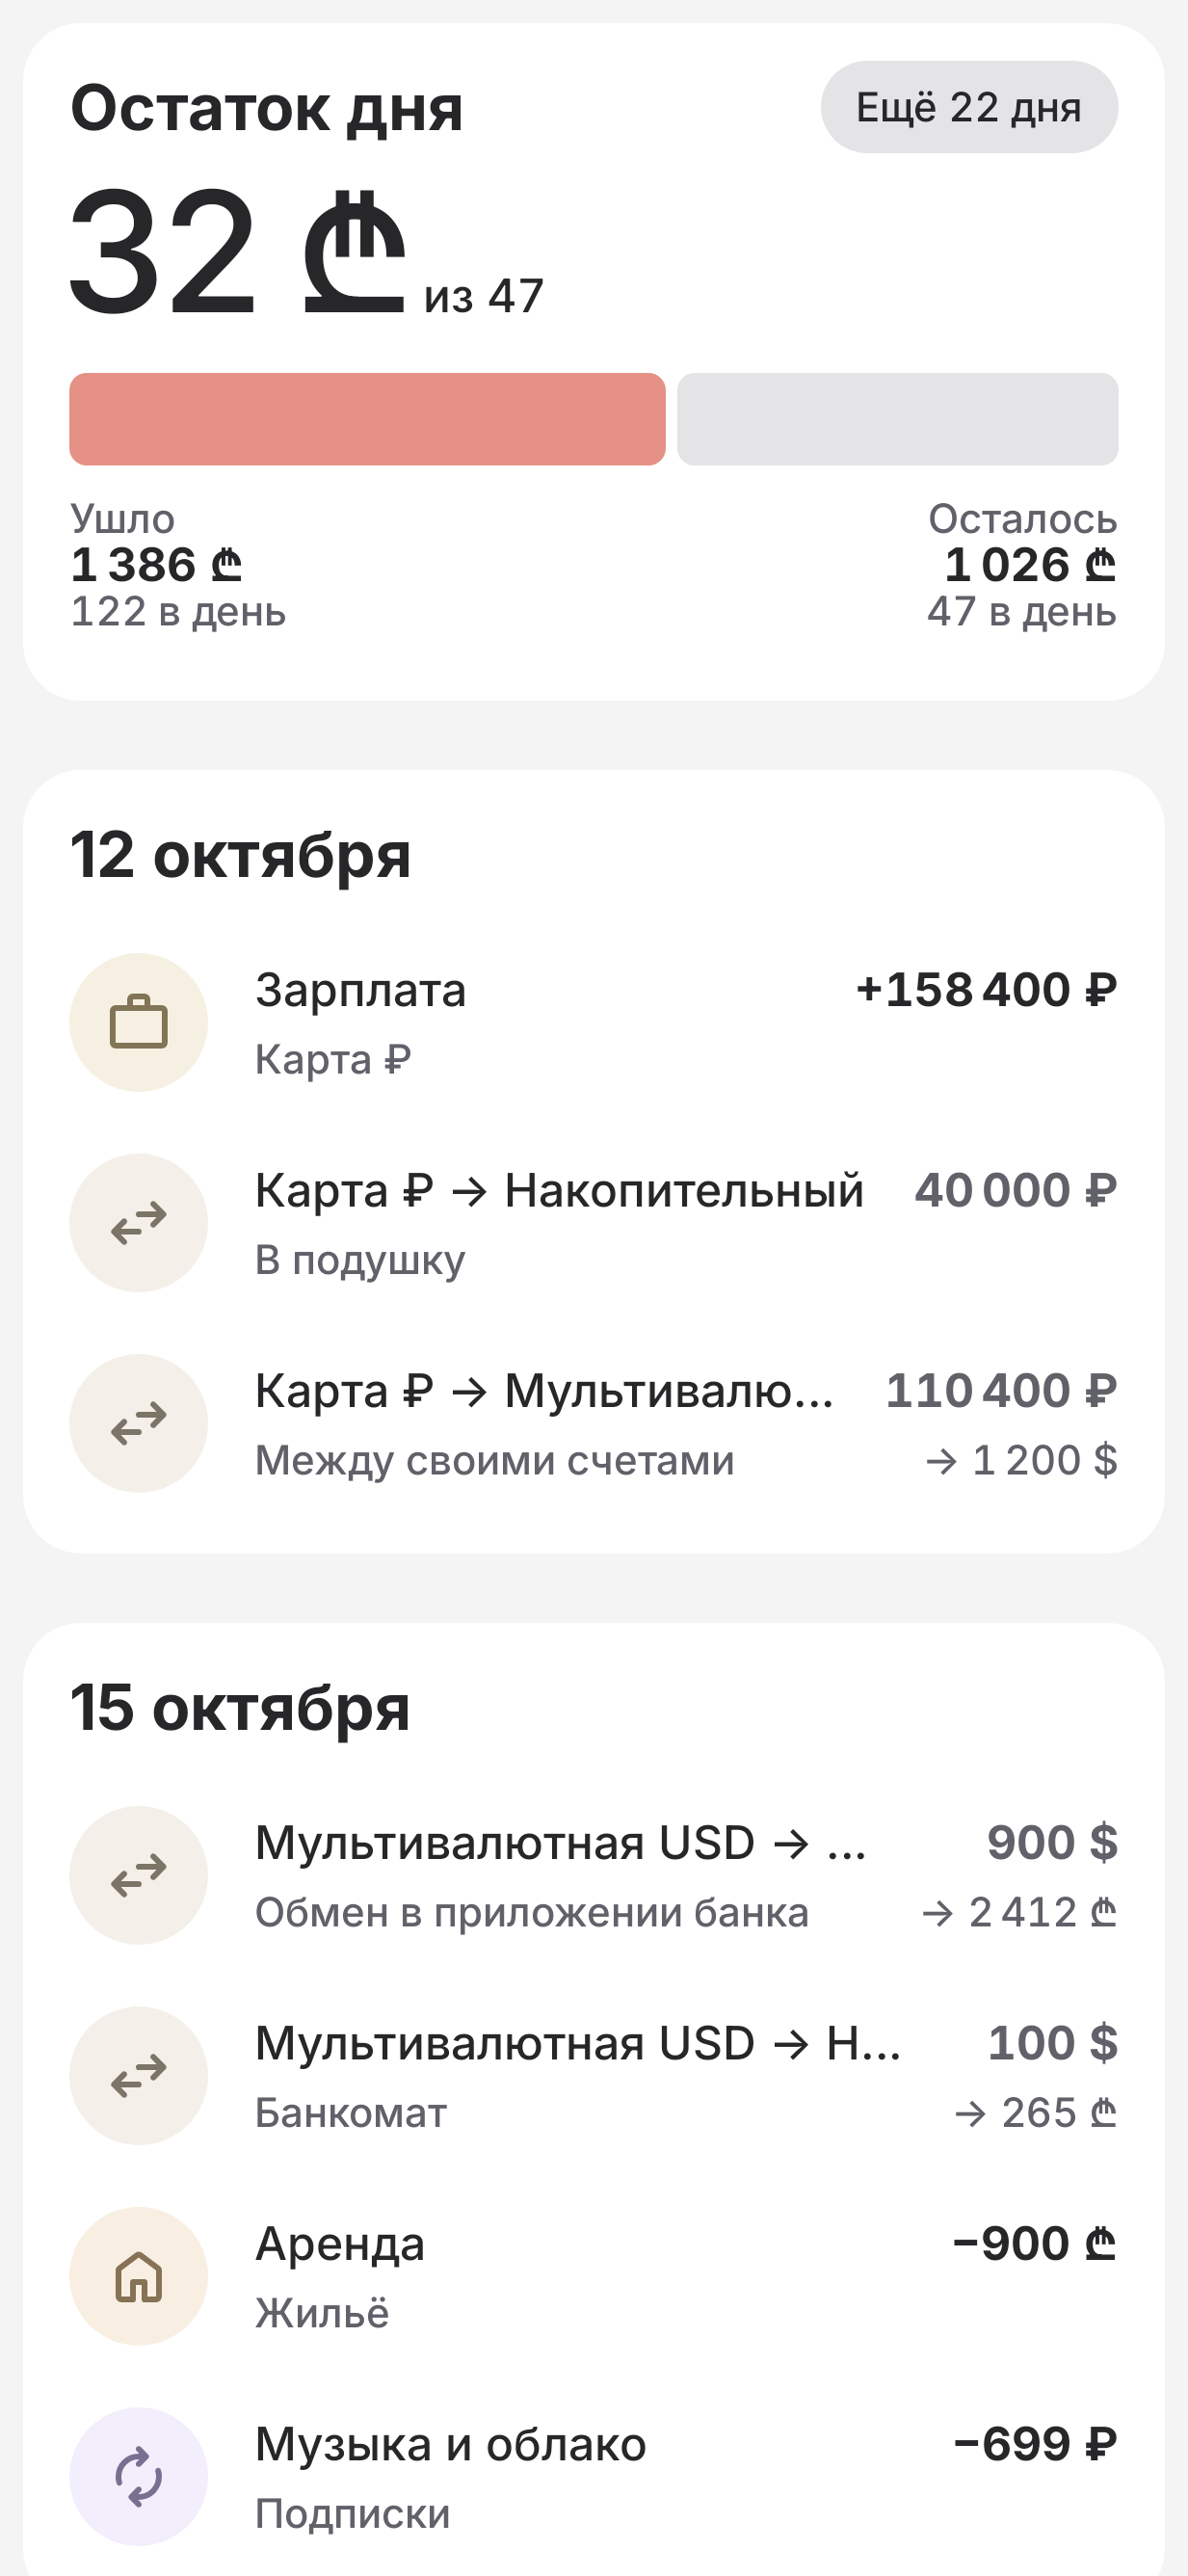 Остаток дня
Ещё 22 дня
32 ₾ из 47
Ушло
Осталось
1 386 ₾
1 026 ₾
122 в день
47 в день
12 октября
Зарплата
+158 400 ₽
Карта ₽
Карта ₽ → Накопительный
40 000 ₽
В подушку
Карта ₽ → Мультивалю...
110 400 ₽
Между своими счетами
→ 1 200 $
15 октября
Мультивалютная USD → ...
900 $
Обмен в приложении банка
→ 2 412 ₾
Мультивалютная USD → Н...
100 $
Банкомат
→ 265 ₾
Аренда
−900 ₾
Жильё
Музыка и облако
−699 ₽
Подписки